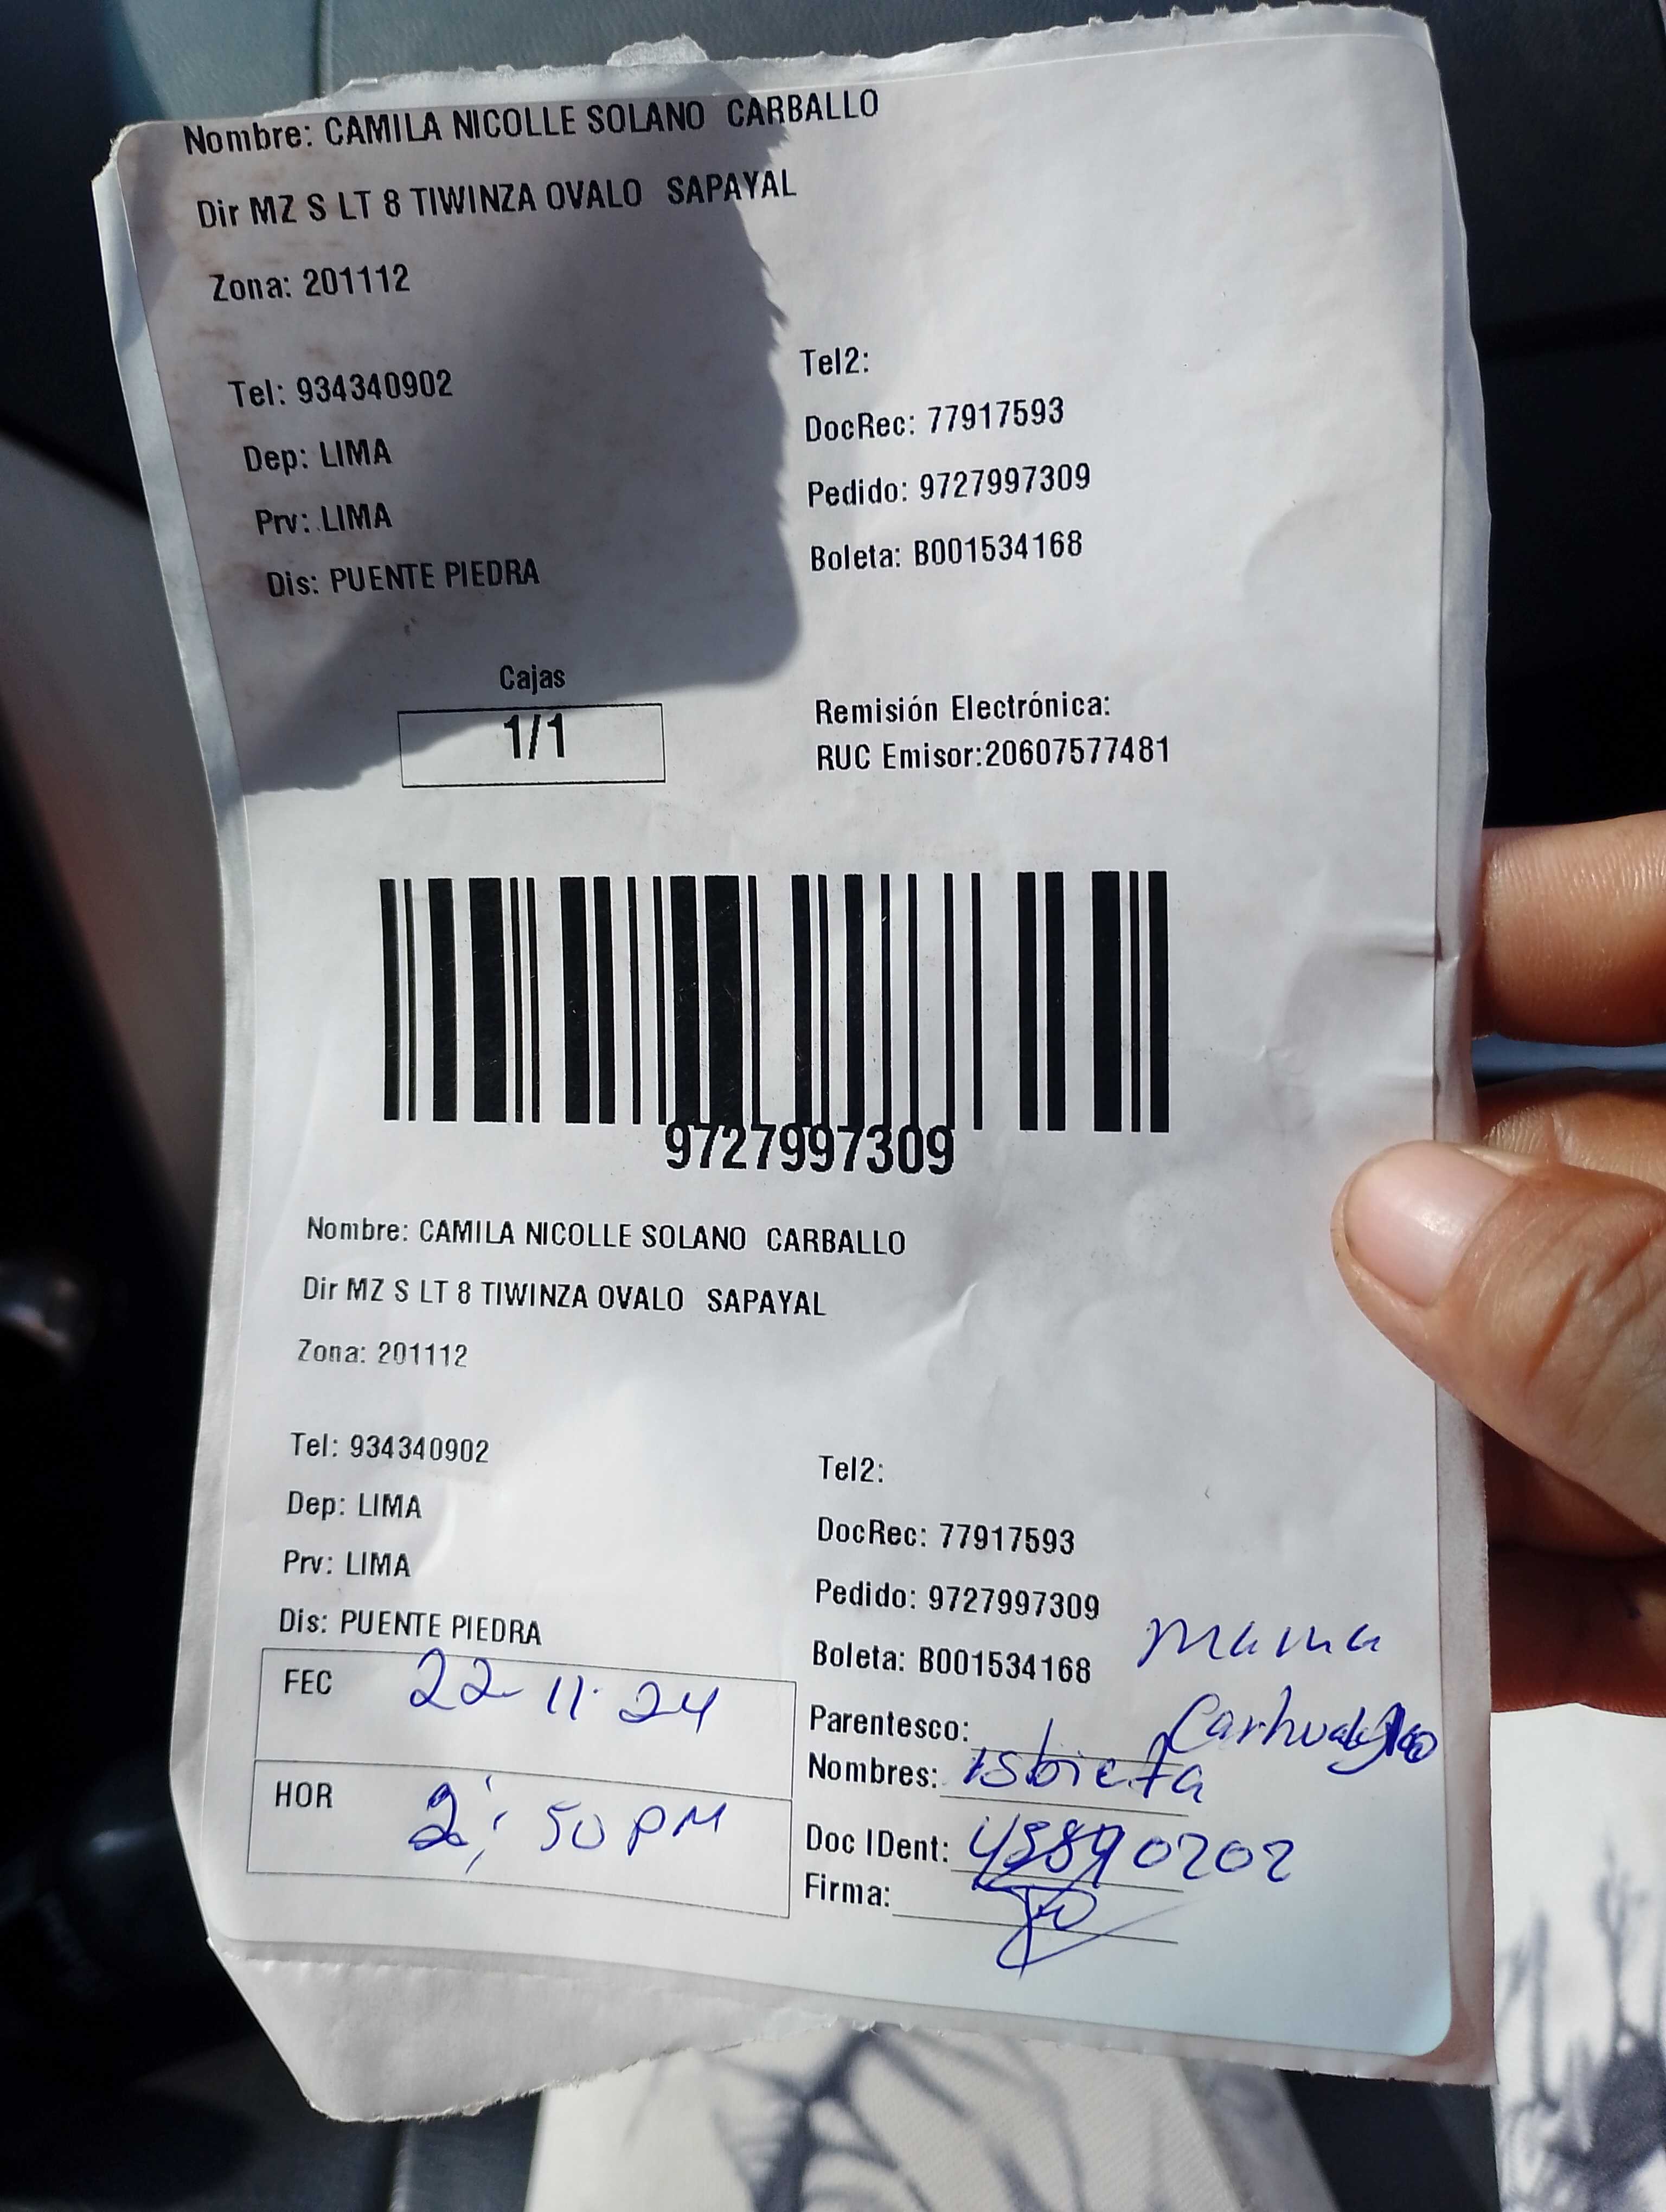 Nombre: CAMILA NICOLLE SOLANO CARBALLO
Dir MZ S LT 8 TIWINZA OVALO SAPAYAL
Zona: 201112
Tel: 934340902
Dep: LIMA
Prv: LIMA
Dis: PUENTE PIEDRA
Tel2:
DocRec: 77917593
Pedido: 9727997309
Boleta: B001534168
Cajas
1/1
Remisión Electrónica:
RUC Emisor:20607577481
9727997309
Nombre: CAMILA NICOLLE SOLANO CARBALLO
Dir MZ S LT 8 TIWINZA OVALO SAPAYAL
Zona: 201112
Tel: 934340902
Dep: LIMA
Prv: LIMA
Dis: PUENTE PIEDRA
FEC 22-11-24
HOR 2:50 PM
Tel2:
DocRec: 77917593
Pedido: 9727997309
Boleta: B001534168
mama
Parentesco:
Nombres:
Doc IDent:
Firma: